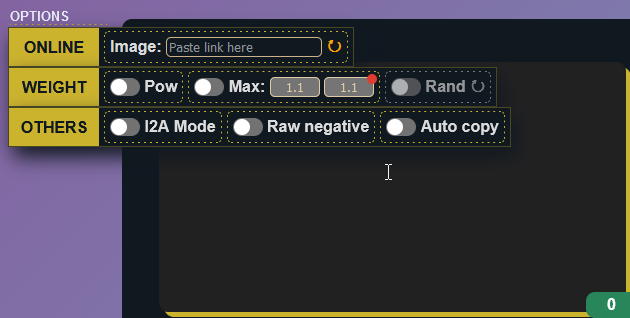 OPTIONS
ONLINE Image: Paste link here
WEIGHT Pow Max: 1.1 1.1 Rand
OTHERS I2A Mode Raw negative Auto copy
0